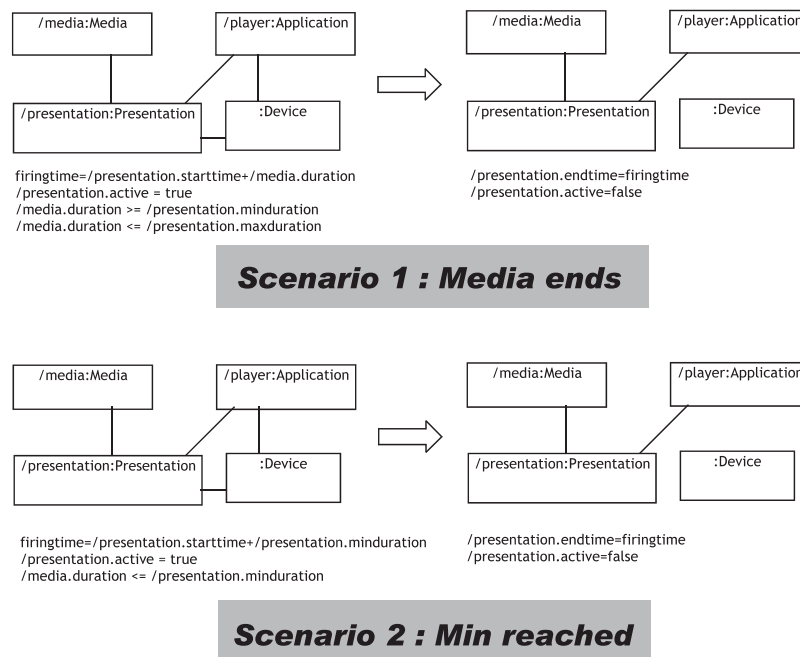 /media:Media
/player:Application
/presentation:Presentation
:Device
/media:Media
/player:Application
/presentation:Presentation
:Device
firingtime=/presentation.starttime+/media.duration
/presentation.active = true
/media.duration >= /presentation.minduration
/media.duration <= /presentation.maxduration
/presentation.endtime=firingtime
/presentation.active=false
Scenario 1 : Media ends
/media:Media
/player:Application
/presentation:Presentation
:Device
/media:Media
/player:Application
/presentation:Presentation
:Device
firingtime=/presentation.starttime+/presentation.minduration
/presentation.active = true
/media.duration <= /presentation.minduration
/presentation.endtime=firingtime
/presentation.active=false
Scenario 2 : Min reached